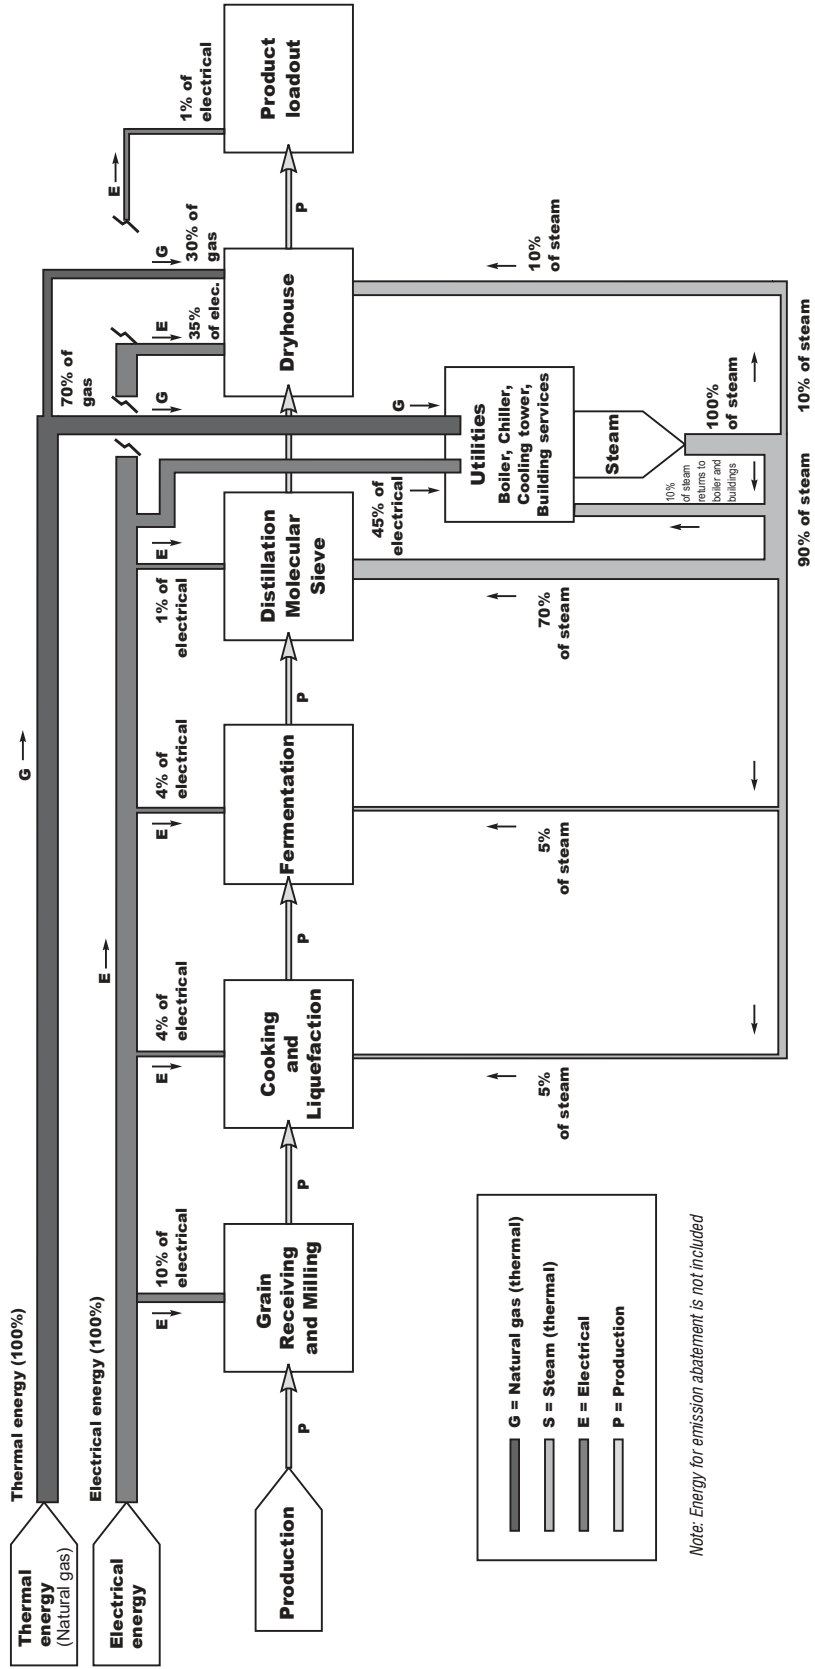 Thermal
energy
(Natural gas)
Thermal energy (100%)
G
Electrical
energy
Electrical energy (100%)
E
E
10% of
electrical
E
4% of
electrical
E
4% of
electrical
E
1% of
electrical
70% of
gas
G
E
35%
of elec.
G
30% of
gas
E
1% of
electrical
Production
P
Grain
Receiving
and Milling
P
Cooking
and
Liquefaction
P
Fermentation
P
Distillation
Molecular
Sieve
Dryhouse
P
Product
loadout
45% of
electrical
G
Utilities
Boiler, Chiller,
Cooling tower,
Building services
Steam
5%
of steam
5%
of steam
70%
of steam
10%
of steam
10%
of steam
returns to
boiler and
buildings
100%
of steam
90% of steam
10% of steam
G = Natural gas (thermal)
S = Steam (thermal)
E = Electrical
P = Production
Note: Energy for emission abatement is not included